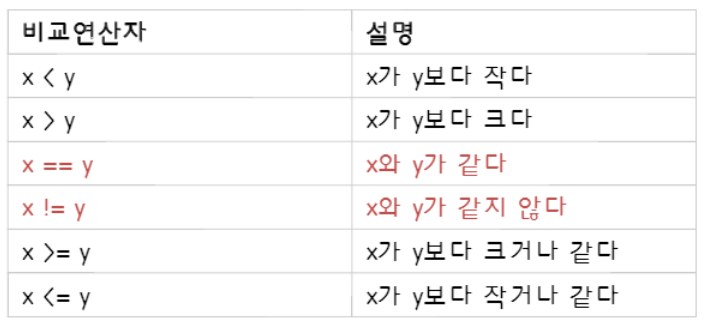 비교연산자 설명
x < y x가 y보다 작다
x > y x가 y보다 크다
x == y x와 y가 같다
x != y x와 y가 같지 않다
x >= y x가 y보다 크거나 같다
x <= y x가 y보다 작거나 같다